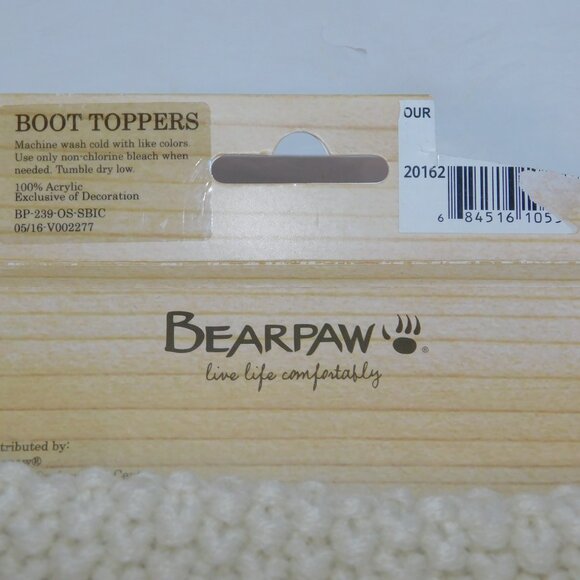 BOOT TOPPERS
Machine wash cold with like colors.
Use only non-chlorine bleach when
needed. Tumble dry low.
100% Acrylic
Exclusive of Decoration
BP-239-OS-SBIC
05/16-V002277
OUR
20162
6 84516 105
BEARPAW®
live life comfortably
tributed by: